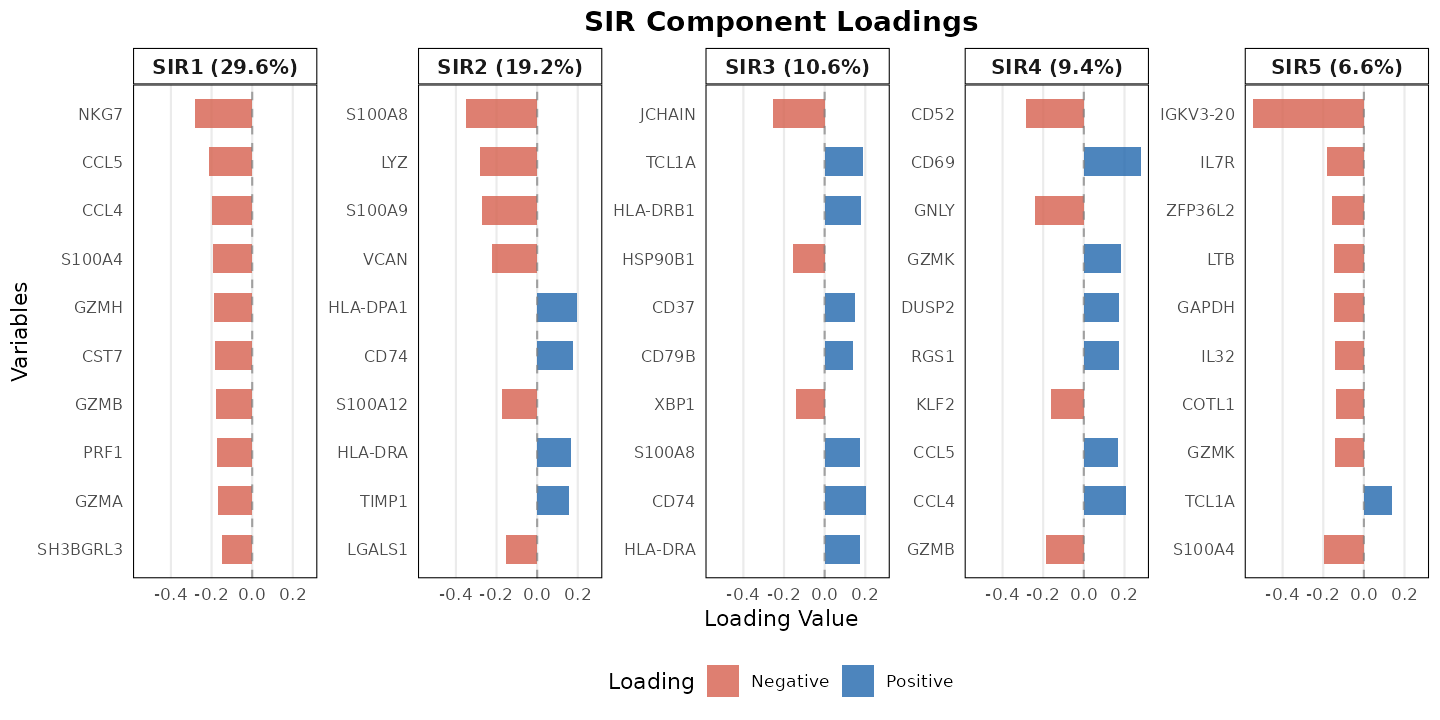 SIR Component Loadings
SIR1 (29.6%)
SIR2 (19.2%)
SIR3 (10.6%)
SIR4 (9.4%)
SIR5 (6.6%)
Variables
NKG7
CCL5
CCL4
S100A4
GZMH
CST7
GZMB
PRF1
GZMA
SH3BGRL3
S100A8
LYZ
S100A9
VCAN
HLA-DPA1
CD74
S100A12
HLA-DRA
TIMP1
LGALS1
JCHAIN
TCL1A
HLA-DRB1
HSP90B1
CD37
CD79B
XBP1
S100A8
CD74
HLA-DRA
CD52
CD69
GNLY
GZMK
DUSP2
RGS1
KLF2
CCL5
CCL4
GZMB
IGKV3-20
IL7R
ZFP36L2
LTB
GAPDH
IL32
COTL1
GZMK
TCL1A
S100A4
-0.4 -0.2 0.0 0.2
-0.4 -0.2 0.0 0.2
-0.4 -0.2 0.0 0.2
-0.4 -0.2 0.0 0.2
-0.4 -0.2 0.0 0.2
Loading Value
Loading Negative Positive